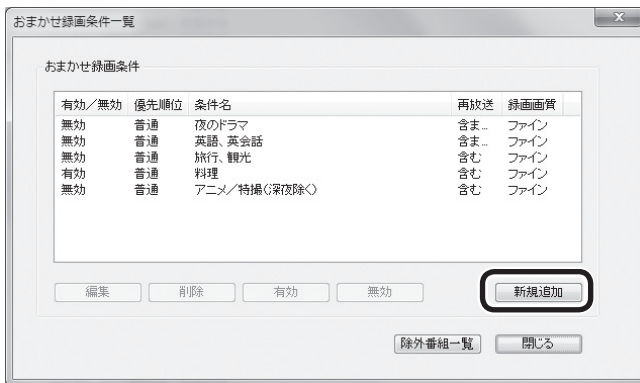 おまかせ録画条件一覧
おまかせ録画条件
有効/無効 優先順位 条件名 再放送 録画画質
無効 普通 夜のドラマ 含ま... ファイン
無効 普通 英語、英会話 含ま... ファイン
無効 普通 旅行、観光 含む ファイン
有効 普通 料理 含む ファイン
無効 普通 アニメ/特撮(深夜除く) 含む ファイン
編集 削除 有効 無効 新規追加
除外番組一覧 閉じる